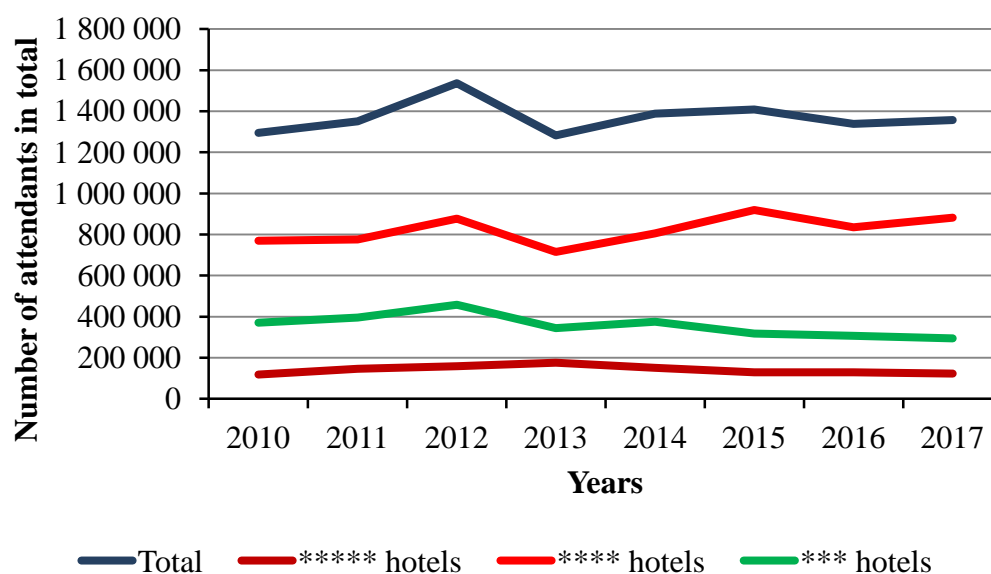 Number of attendants in total
1 800 000
1 600 000
1 400 000
1 200 000
1 000 000
800 000
600 000
400 000
200 000
0
2010 2011 2012 2013 2014 2015 2016 2017
Years
Total ***** hotels **** hotels *** hotels